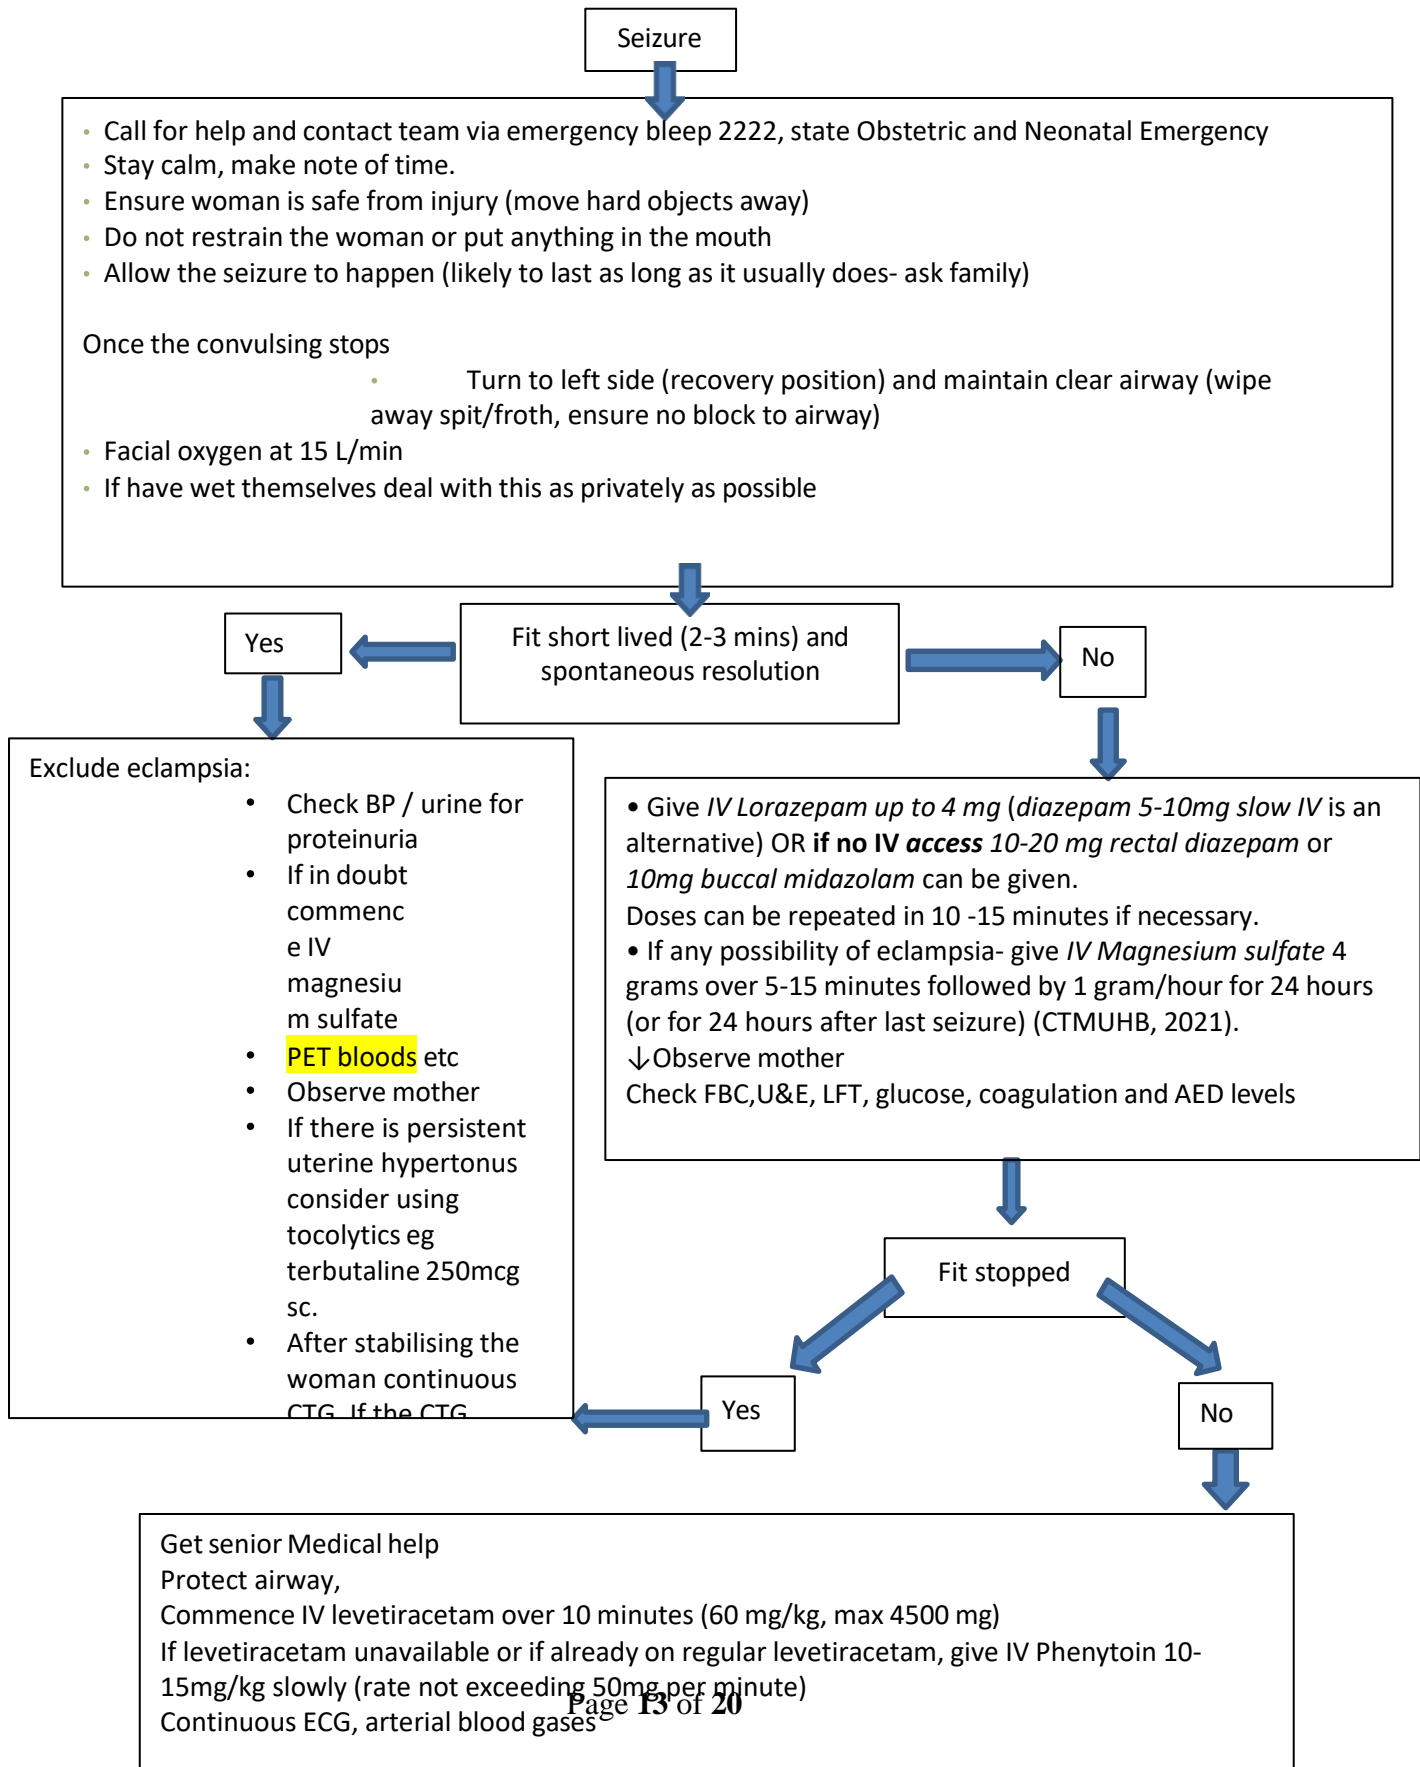 Seizure
• Call for help and contact team via emergency bleep 2222, state Obstetric and Neonatal Emergency
• Stay calm, make note of time.
• Ensure woman is safe from injury (move hard objects away)
• Do not restrain the woman or put anything in the mouth
• Allow the seizure to happen (likely to last as long as it usually does- ask family)
Once the convulsing stops
• Turn to left side (recovery position) and maintain clear airway (wipe
away spit/froth, ensure no block to airway)
• Facial oxygen at 15 L/min
• If have wet themselves deal with this as privately as possible
Fit short lived (2-3 mins) and
spontaneous resolution
Yes
No
Exclude eclampsia:
• Check BP / urine for
proteinuria
• If in doubt
commenc
e IV
magnesiu
m sulfate
• PET bloods etc
• Observe mother
• If there is persistent
uterine hypertonus
consider using
tocolytics eg
terbutaline 250mcg
sc.
• After stabilising the
woman continuous
CTG. If the CTG
• Give IV Lorazepam up to 4 mg (diazepam 5-10mg slow IV is an
alternative) OR if no IV access 10-20 mg rectal diazepam or
10mg buccal midazolam can be given.
Doses can be repeated in 10 -15 minutes if necessary.
• If any possibility of eclampsia- give IV Magnesium sulfate 4
grams over 5-15 minutes followed by 1 gram/hour for 24 hours
(or for 24 hours after last seizure) (CTMUHB, 2021).
↓Observe mother
Check FBC,U&E, LFT, glucose, coagulation and AED levels
Fit stopped
Yes
No
Get senior Medical help
Protect airway,
Commence IV levetiracetam over 10 minutes (60 mg/kg, max 4500 mg)
If levetiracetam unavailable or if already on regular levetiracetam, give IV Phenytoin 10-
15mg/kg slowly (rate not exceeding 50mg per minute)
Continuous ECG, arterial blood gases
Page 13 of 20